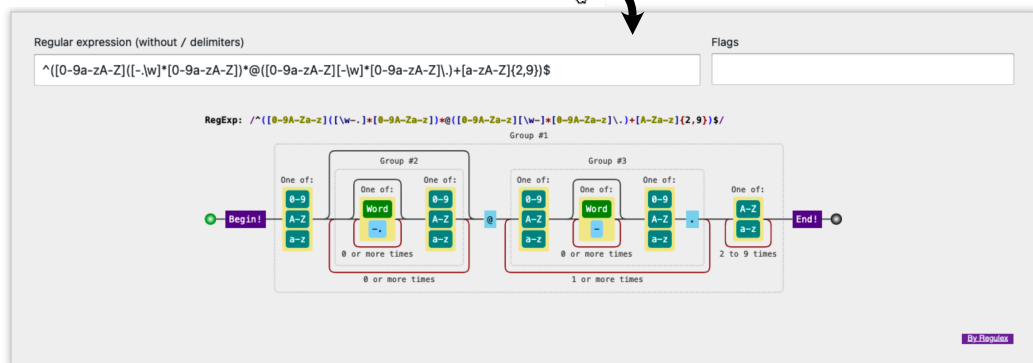 Regular expression (without / delimiters)
Flags
^([0-9a-zA-Z]([-.\w]*[0-9a-zA-Z])*@([0-9a-zA-Z][-\w]*[0-9a-zA-Z]\.)+[a-zA-Z]{2,9})$
RegExp: /^([0-9A-Za-z]([\w-.]*[0-9A-Za-z])*@([0-9A-Za-z][\w-]*[0-9A-Za-z]\.)+[A-Za-z]{2,9})$/
Group #1
Group #2
Group #3
One of:
One of:
One of:
One of:
One of:
One of:
One of:
0-9
Word
0-9
0-9
Word
0-9
A-Z
Begin!
A-Z
-.
A-Z
@
A-Z
-
A-Z
.
a-z
End!
a-z
a-z
a-z
a-z
0 or more times
0 or more times
2 to 9 times
0 or more times
1 or more times
By Regulex